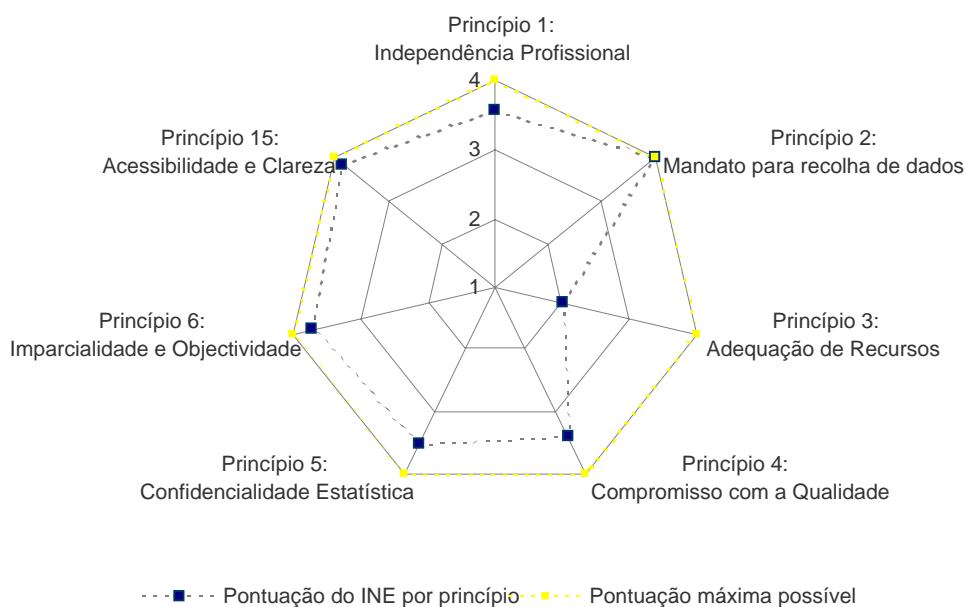 Princípio 1:
Independência Profissional
4
Princípio 15:
Acessibilidade e Clareza
Princípio 2:
Mandato para recolha de dados
3
2
1
Princípio 6:
Imparcialidade e Objectividade
Princípio 3:
Adequação de Recursos
Princípio 5:
Confidencialidade Estatística
Princípio 4:
Compromisso com a Qualidade
Pontuação do INE por princípio
Pontuação máxima possível